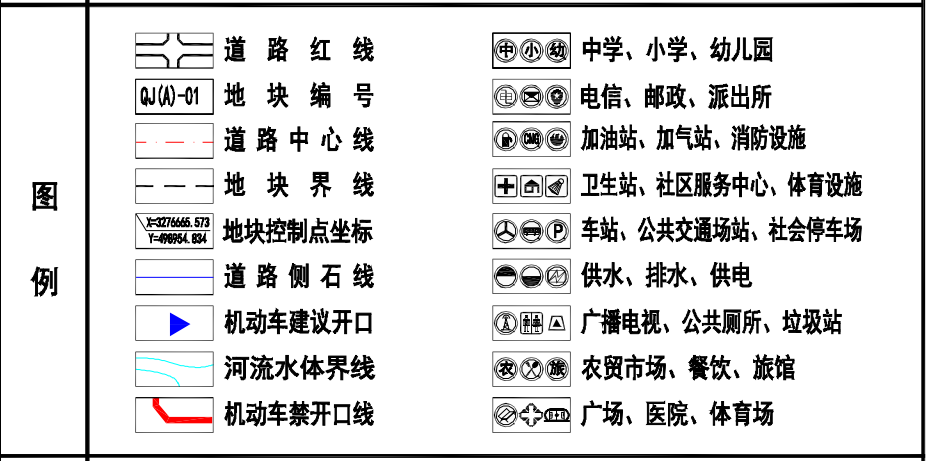 图例
道路红线
QJ(A)-01 地块编号
道路中心线
地块界线
X=3276665.573
Y=498954.834
地块控制点坐标
道路侧石线
机动车建议开口
河流水体界线
机动车禁开口线
中 小 幼 中学、小学、幼儿园
电信、邮政、派出所
CNG 加油站、加气站、消防设施
卫生站、社区服务中心、体育设施
P 车站、公共交通场站、社会停车场
供水、排水、供电
广播电视、公共厕所、垃圾站
农 旅 农贸市场、餐饮、旅馆
广场、医院、体育场